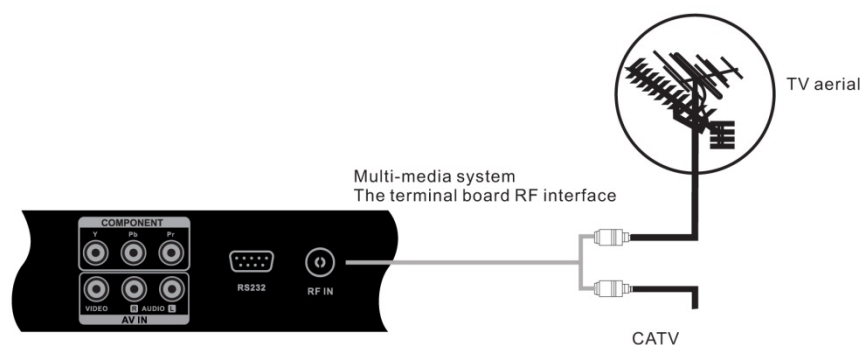 TV aerial
Multi-media system
The terminal board RF interface
COMPONENT
Y Pb Pr
RS232
RF IN
VIDEO R AUDIO L
AV IN
CATV